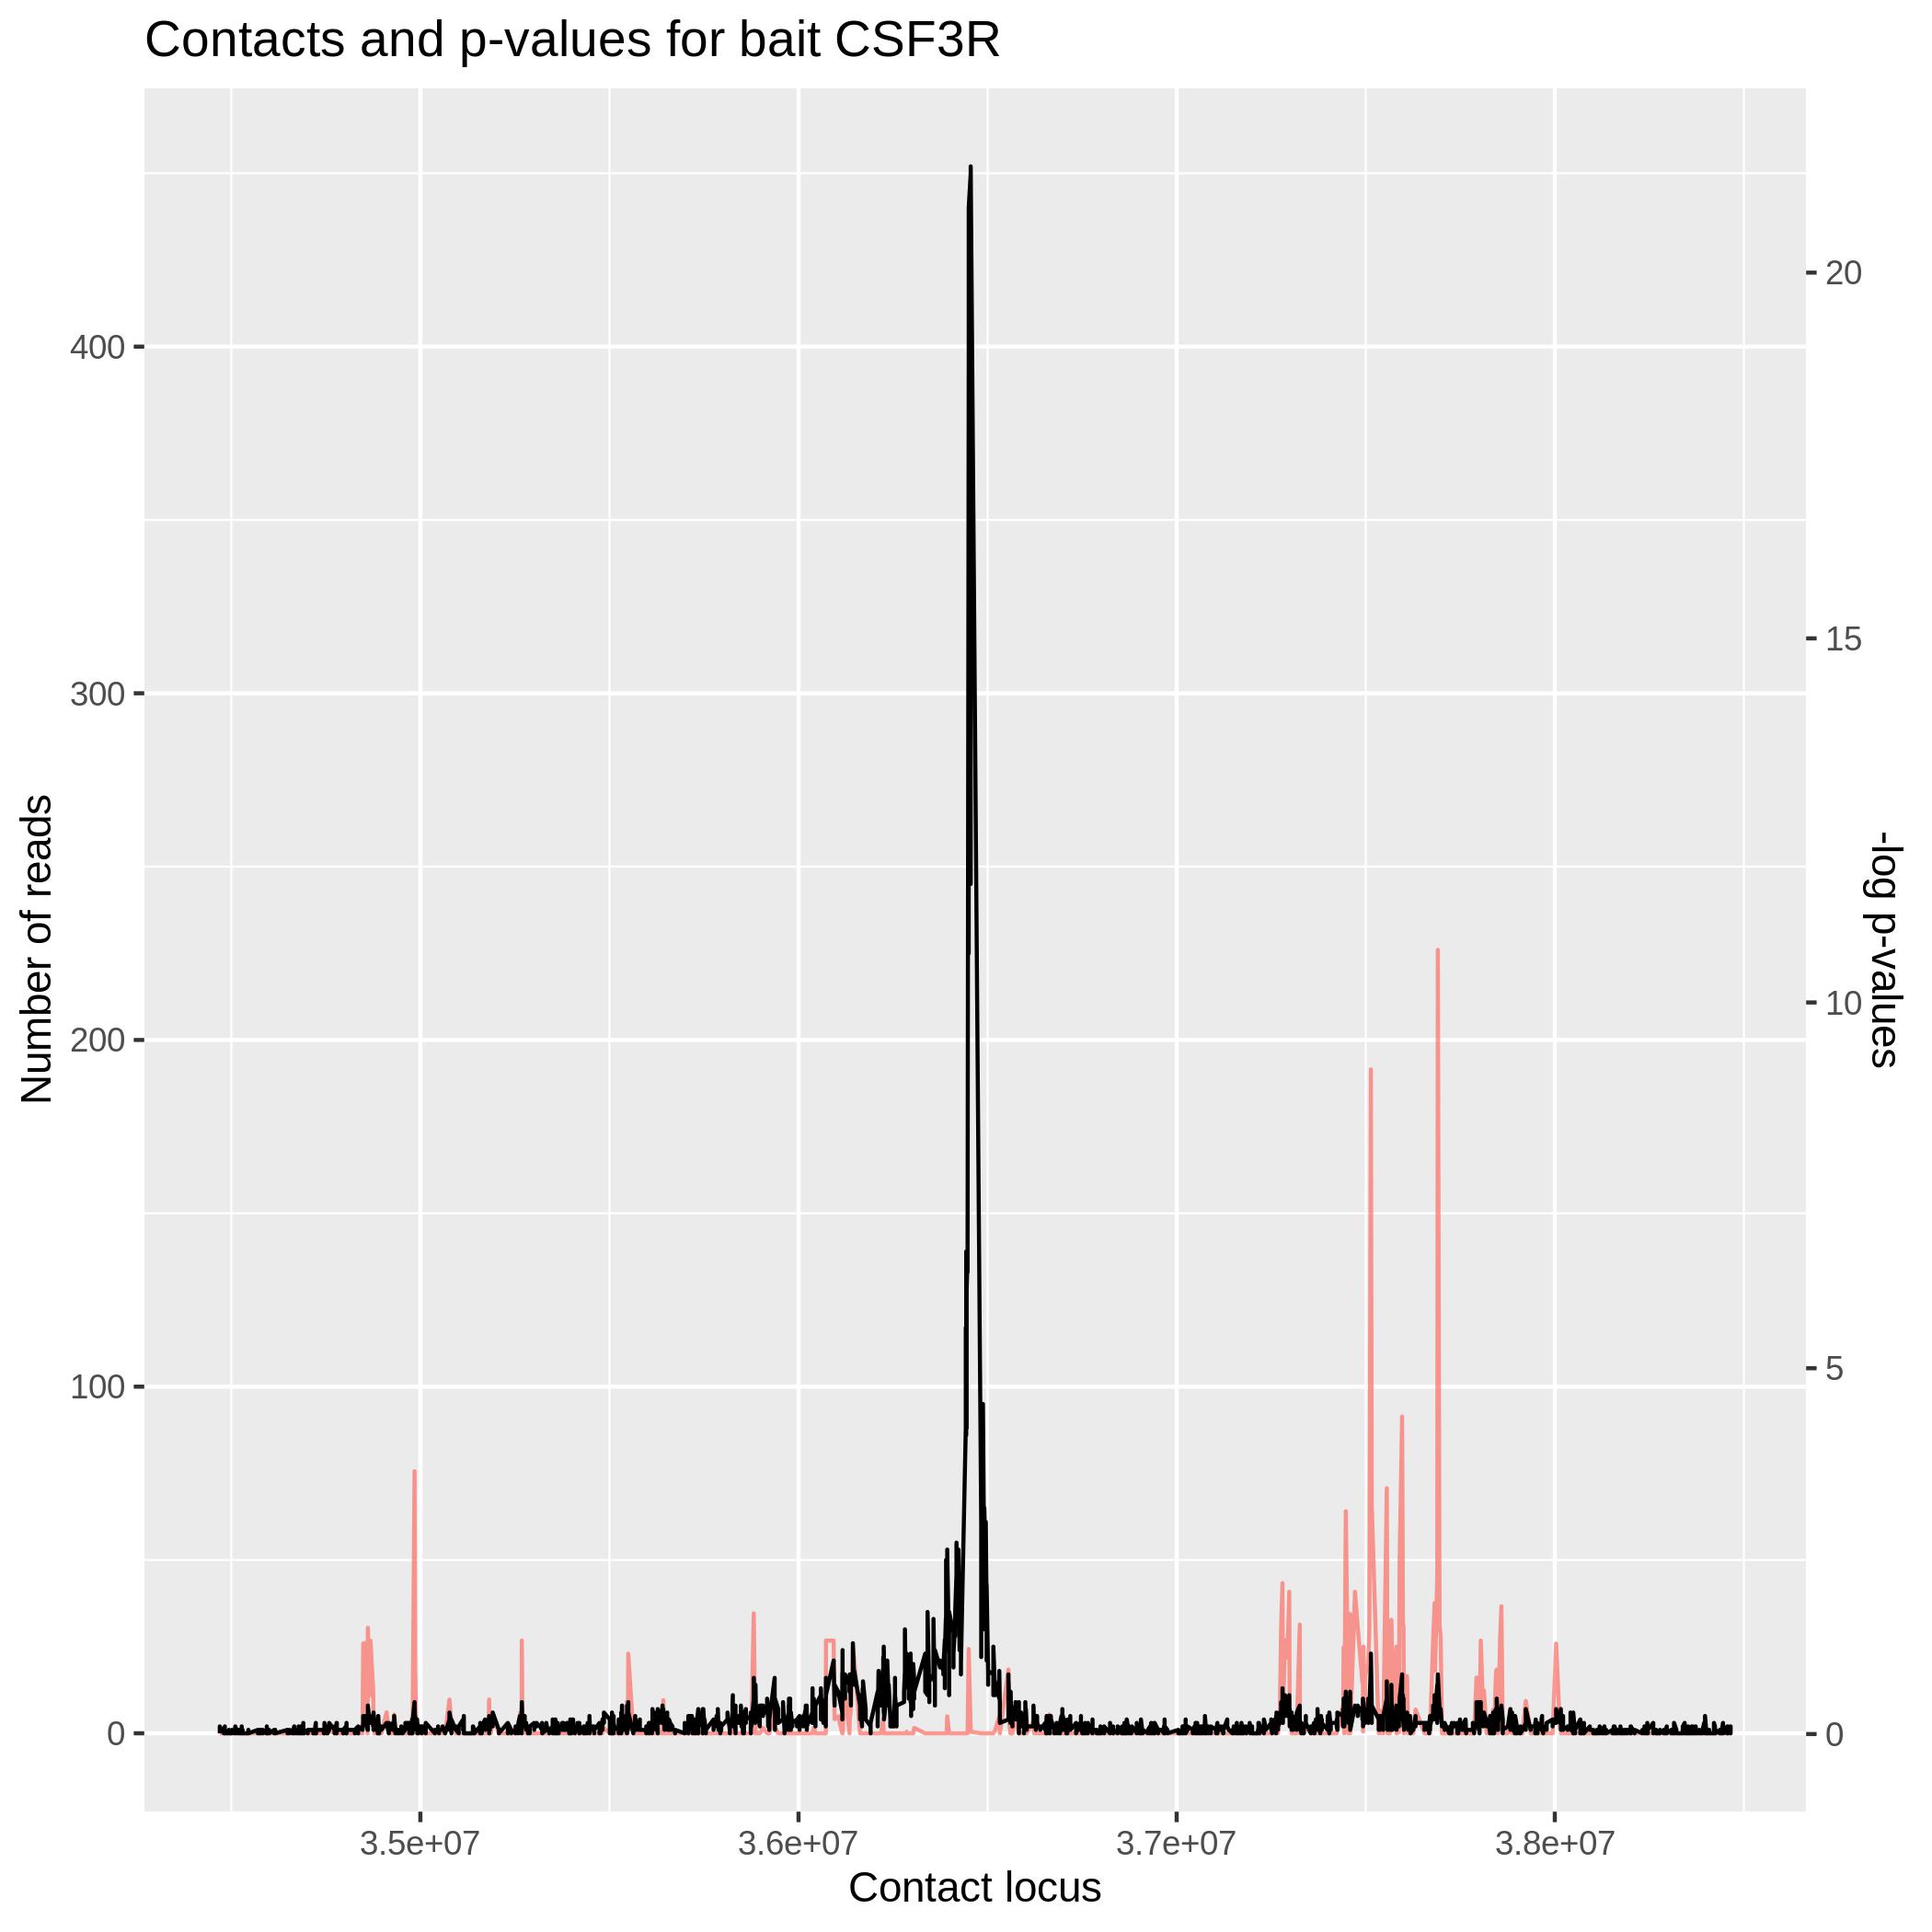 Contacts and p-values for bait CSF3R
Number of reads
400
300
200
100
0
20
15
10
5
0
-log p-values
3.5e+07
3.6e+07
3.7e+07
3.8e+07
Contact locus